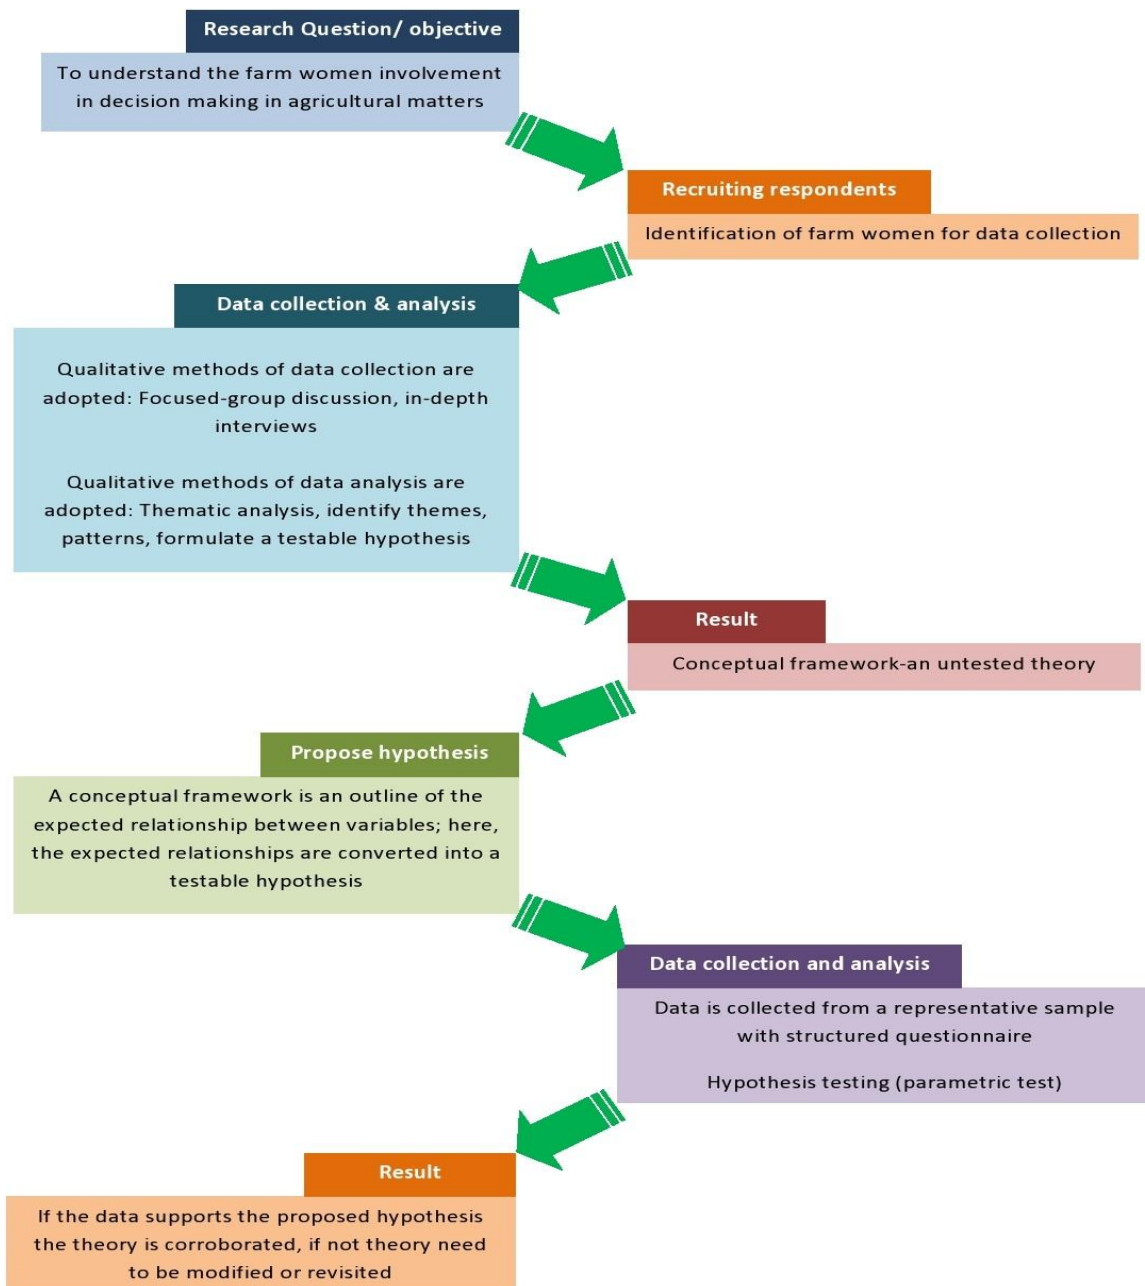 Research Question/ objective
To understand the farm women involvement
in decision making in agricultural matters
Recruiting respondents
Identification of farm women for data collection
Data collection & analysis
Qualitative methods of data collection are
adopted: Focused-group discussion, in-depth
interviews
Qualitative methods of data analysis are
adopted: Thematic analysis, identify themes,
patterns, formulate a testable hypothesis
Result
Conceptual framework-an untested theory
Propose hypothesis
A conceptual framework is an outline of the
expected relationship between variables; here,
the expected relationships are converted into a
testable hypothesis
Data collection and analysis
Data is collected from a representative sample
with structured questionnaire
Hypothesis testing (parametric test)
Result
If the data supports the proposed hypothesis
the theory is corroborated, if not theory need
to be modified or revisited